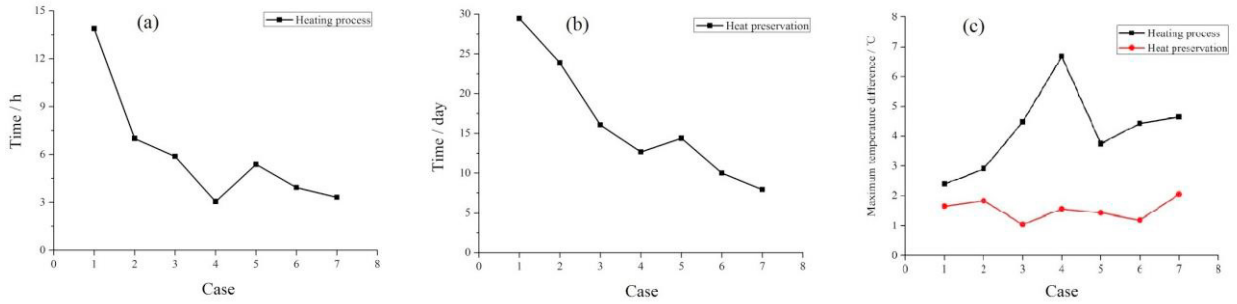 (a)
Heating process
Time / h
15
12
9
6
3
0
0 1 2 3 4 5 6 7 8
Case
(b)
Heat preservation
Time / day
30
25
20
15
10
5
0
0 1 2 3 4 5 6 7 8
Case
(c)
Heating process
Heat preservation
Maximum temperature difference / ℃
8
7
6
5
4
3
2
1
0
0 1 2 3 4 5 6 7 8
Case